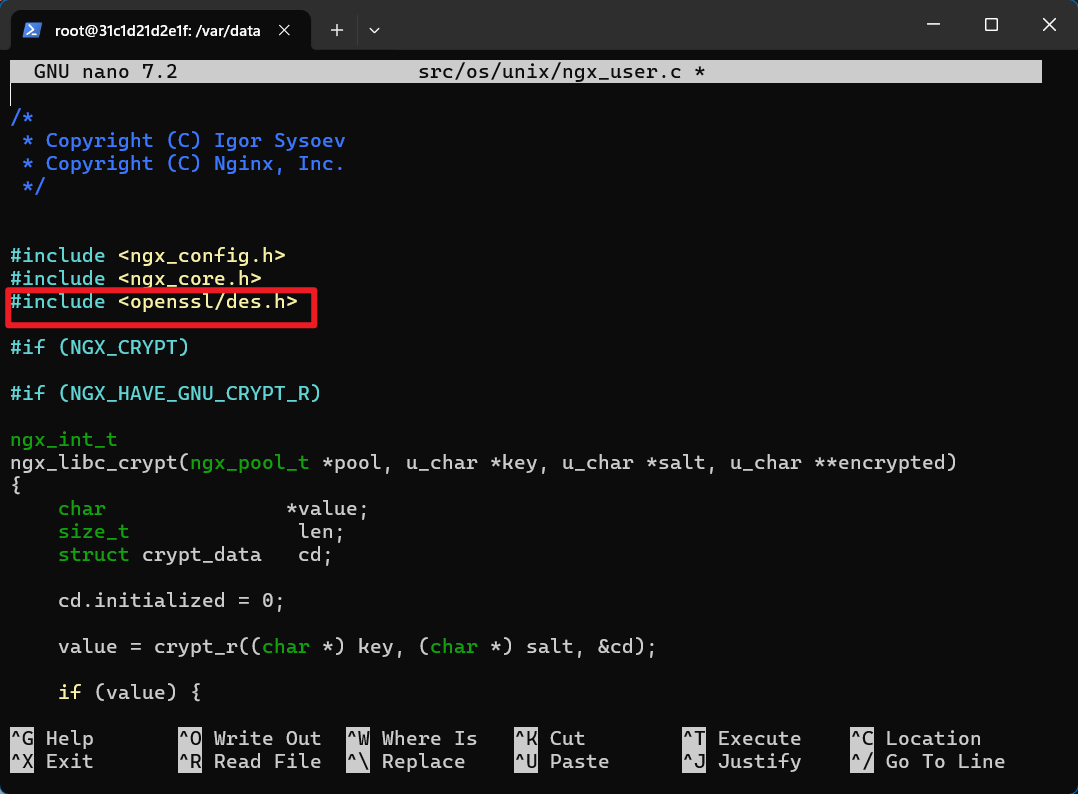 root@31c1d21d2e1f: /var/data
GNU nano 7.2 src/os/unix/ngx_user.c *
/*
 * Copyright (C) Igor Sysoev
 * Copyright (C) Nginx, Inc.
 */
#include <ngx_config.h>
#include <ngx_core.h>
#include <openssl/des.h>
#if (NGX_CRYPT)
#if (NGX_HAVE_GNU_CRYPT_R)
ngx_int_t
ngx_libc_crypt(ngx_pool_t *pool, u_char *key, u_char *salt, u_char **encrypted)
{
    char               *value;
    size_t              len;
    struct crypt_data   cd;
    cd.initialized = 0;
    value = crypt_r((char *) key, (char *) salt, &cd);
    if (value) {
^G Help ^O Write Out ^W Where Is ^K Cut ^T Execute ^C Location
^X Exit ^R Read File ^\ Replace ^U Paste ^J Justify ^/ Go To Line